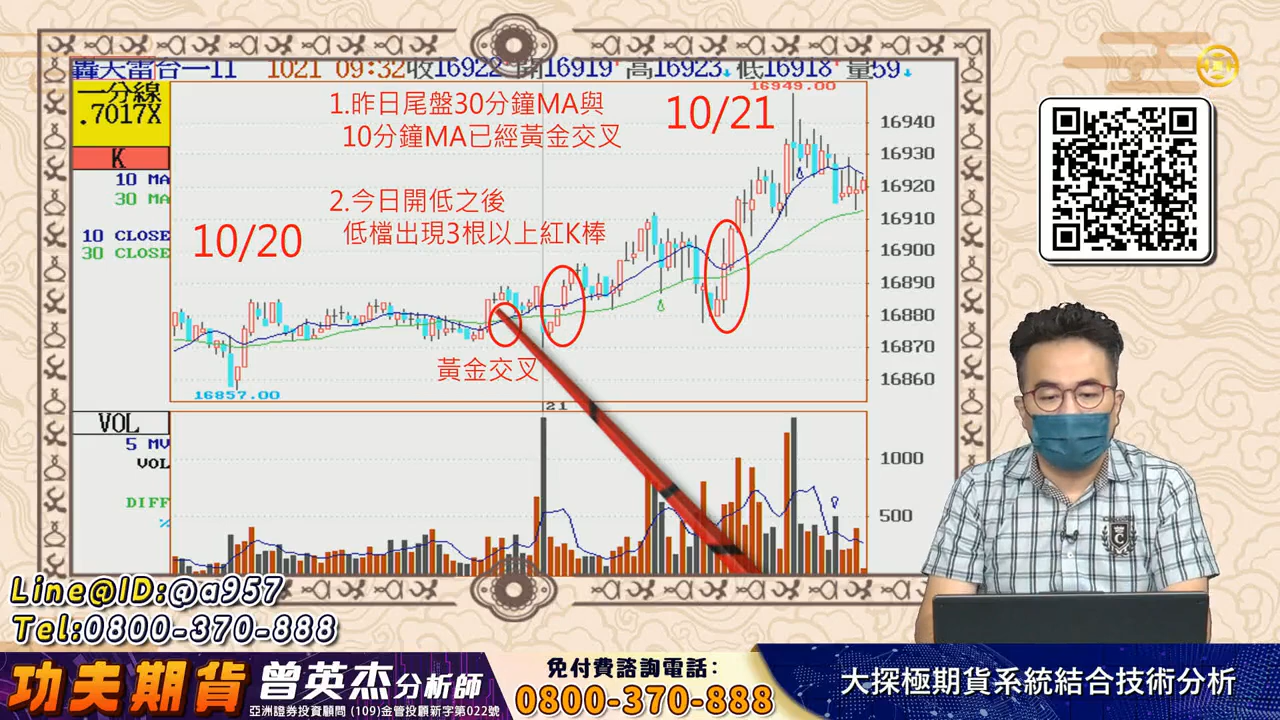 轟天雷台一11 1021 09:32收16922 開16919 高16923 低16918 量59
一分線
.7017X
K
10 MA
30 MA
10 CLOSE
30 CLOSE
1.昨日尾盤30分鐘MA與
10分鐘MA已經黃金交叉
2.今日開低之後
低檔出現3根以上紅K棒
10/20
10/21
黃金交叉
16949.00
16857.00
16940
16930
16920
16910
16900
16890
16880
16870
16860
21
VOL
5 MV
VOL
DIFF
%
1000
500
Line@ID:@a957
Tel:0800-370-888
功夫期貨 曾英杰分析師
亞洲證券投資顧問 (109)金管投顧新字第022號
免付費諮詢電話:
0800-370-888
大探極期貨系統結合技術分析